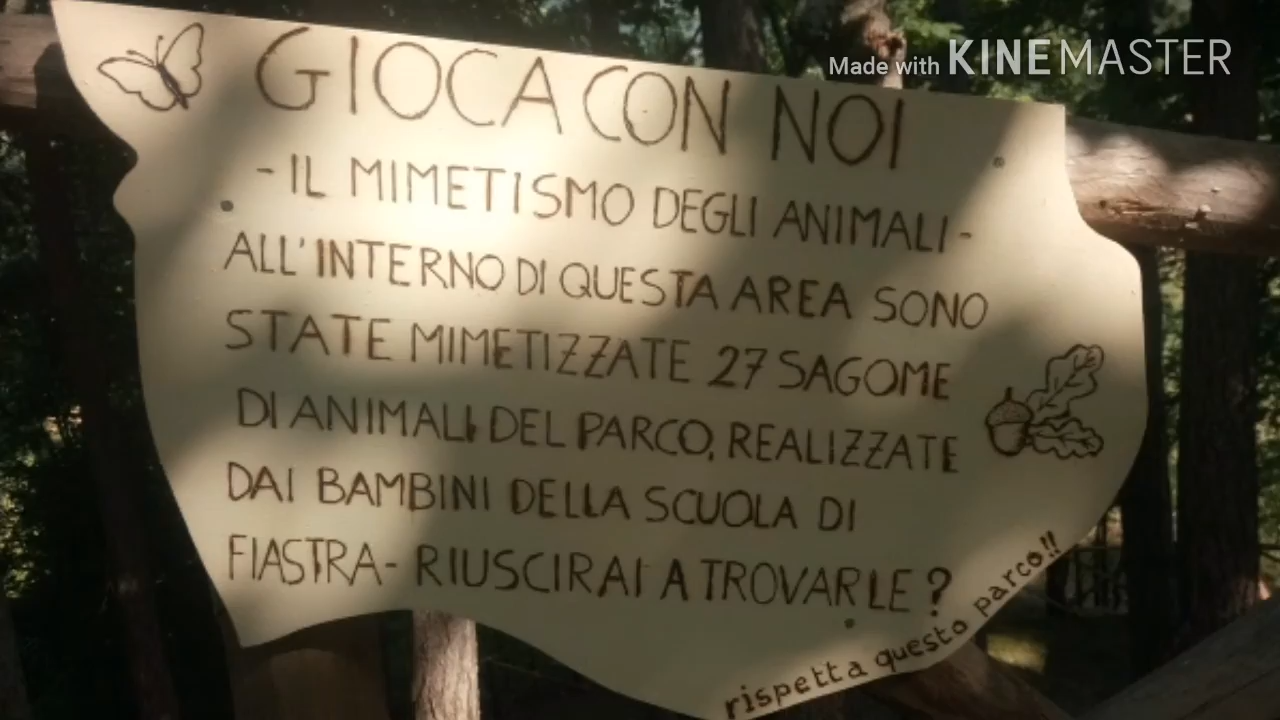 Made with KINEMASTER
GIOCA CON NOI
- IL MIMETISMO DEGLI ANIMALI -
ALL'INTERNO DI QUESTA AREA SONO
STATE MIMETIZZATE 27 SAGOME
DI ANIMALI DEL PARCO, REALIZZATE
DAI BAMBINI DELLA SCUOLA DI
FIASTRA - RIUSCIRAI A TROVARLE ?
rispetta questo parco!!